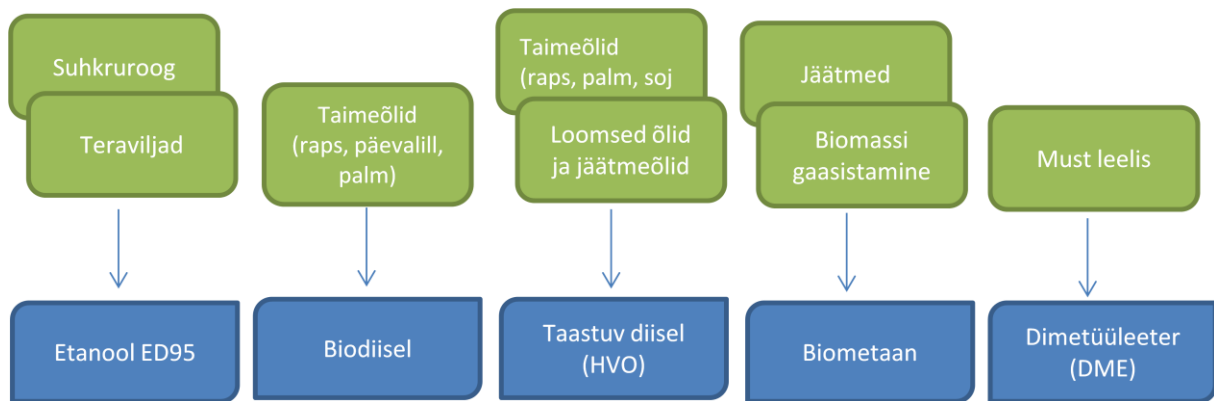 Suhkruroog
Teraviljad
Taimeõlid
(raps, päevalill,
palm)
Taimeõlid
(raps, palm, soj
Loomsed õlid
ja jäätmeõlid
Jäätmed
Biomassi
gaasistamine
Must leelis
Etanool ED95
Biodiisel
Taastuv diisel
(HVO)
Biometaan
Dimetüüleeter
(DME)